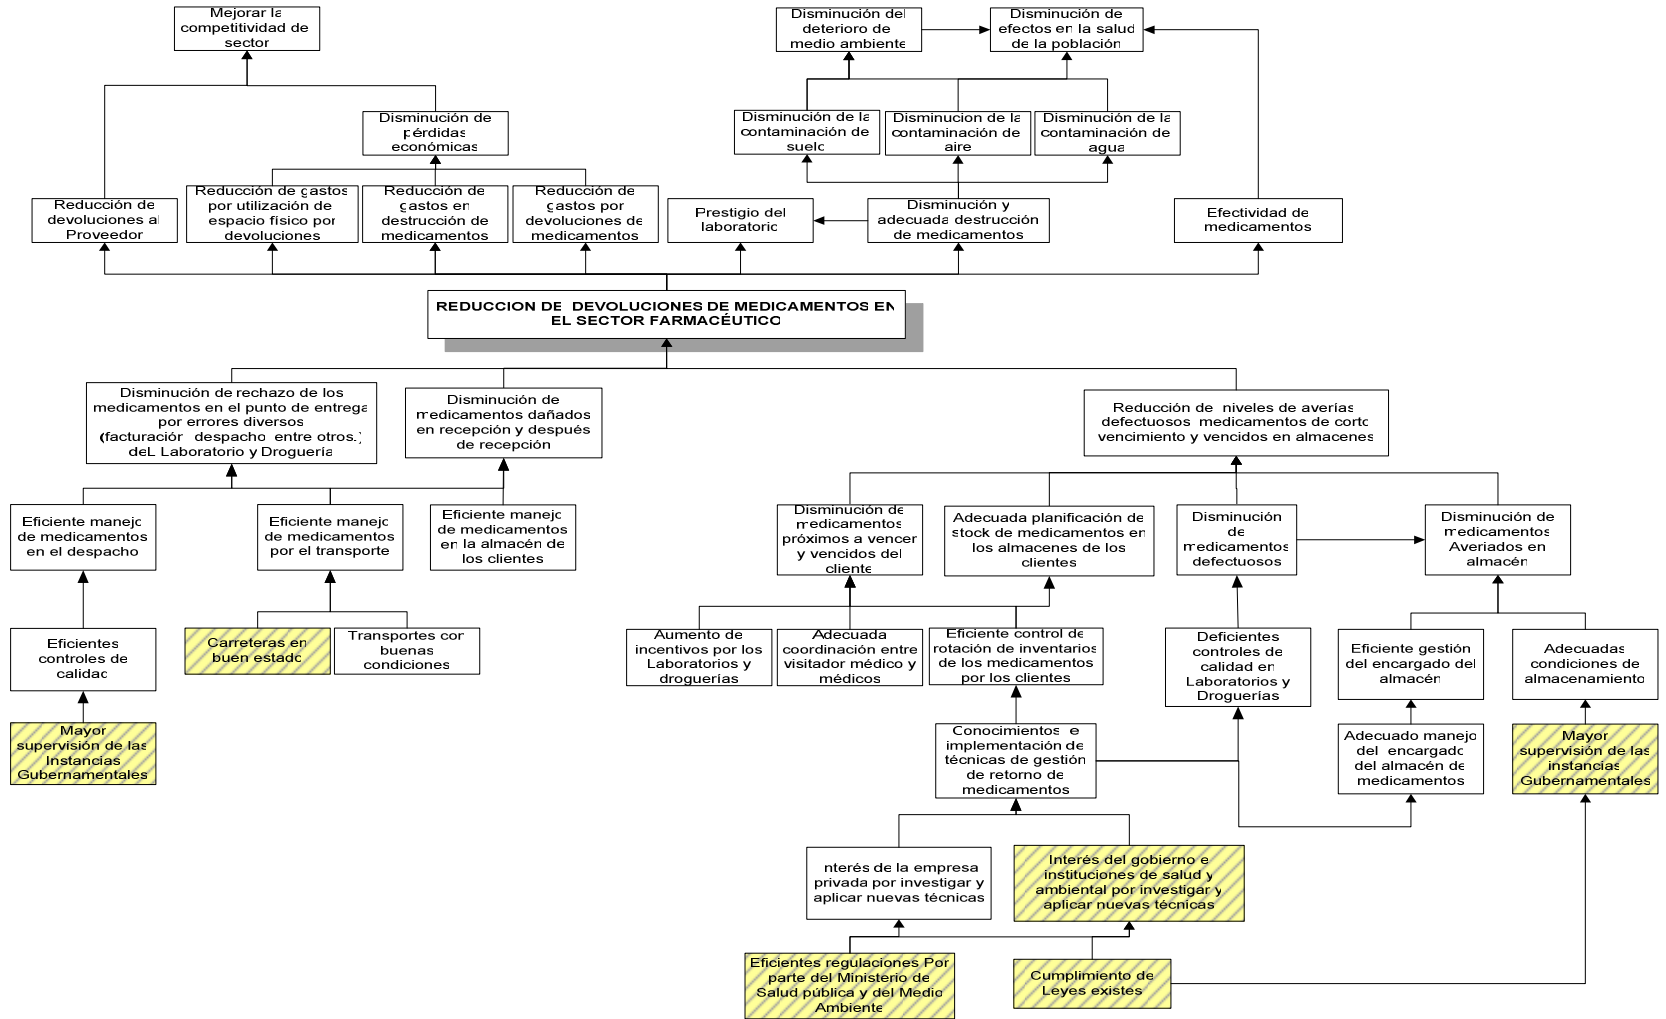 Mejorar la
competitividad de
sector
Disminución del
deterioro de
medio ambiente
Disminución de
efectos en la salud
de la población
Disminución de
pérdidas
económicas
Disminución de la
contaminación de
suelo
Disminucion de la
contaminación de
aire
Disminución de la
contaminación de
agua
Reducción de
devoluciones al
Proveedor
Reducción de gastos
por utilización de
espacio físico por
devoluciones
Reducción de
gastos en
destrucción de
medicamentos
Reducción de
gastos por
devoluciones de
medicamentos
Prestigio del
laboratorio
Disminución y
adecuada destrucción
de medicamentos
Efectividad de
medicamentos
REDUCCION DE DEVOLUCIONES DE MEDICAMENTOS EN
EL SECTOR FARMACÉUTICO
Disminución de rechazo de los
medicamentos en el punto de entrega
por errores diversos
(facturación despacho entre otros.)
deL Laboratorio y Droguería
Disminución de
medicamentos dañados
en recepción y después
de recepción
Reducción de niveles de averías
defectuosos medicamentos de corto
vencimiento y vencidos en almacenes
Eficiente manejo
de medicamentos
en el despacho
Eficiente manejo
de medicamentos
por el transporte
Eficiente manejo
de medicamentos
en la almacén de
los clientes
Disminución de
medicamentos
próximos a vencer
y vencidos del
cliente
Adecuada planificación de
stock de medicamentos en
los almacenes de los
clientes
Disminución
de
medicamentos
defectuosos
Disminución de
medicamentos
Averiados en
almacén
Eficientes
controles de
calidad
Carreteras en
buen estado
Transportes con
buenas
condiciones
Aumento de
incentivos por los
Laboratorios y
droguerías
Adecuada
coordinación entre
visitador médico y
médicos
Eficiente control de
rotación de inventarios
de los medicamentos
por los clientes
Deficientes
controles de
calidad en
Laboratorios y
Droguerías
Eficiente gestión
del encargado del
almacén
Adecuadas
condiciones de
almacenamiento
Mayor
supervisión de las
Instancias
Gubernamentales
Conocimientos e
implementación de
técnicas de gestión
de retorno de
medicamentos
Adecuado manejo
del encargado
del almacén de
medicamentos
Mayor
supervisión de las
instancias
Gubernamentales
nterés de la empresa
privada por investigar y
aplicar nuevas técnicas
Interés del gobierno e
instituciones de salud y
ambiental por investigar y
aplicar nuevas técnicas
Eficientes regulaciones Por
parte del Ministerio de
Salud pública y del Medio
Ambiente
Cumplimiento de
Leyes existes